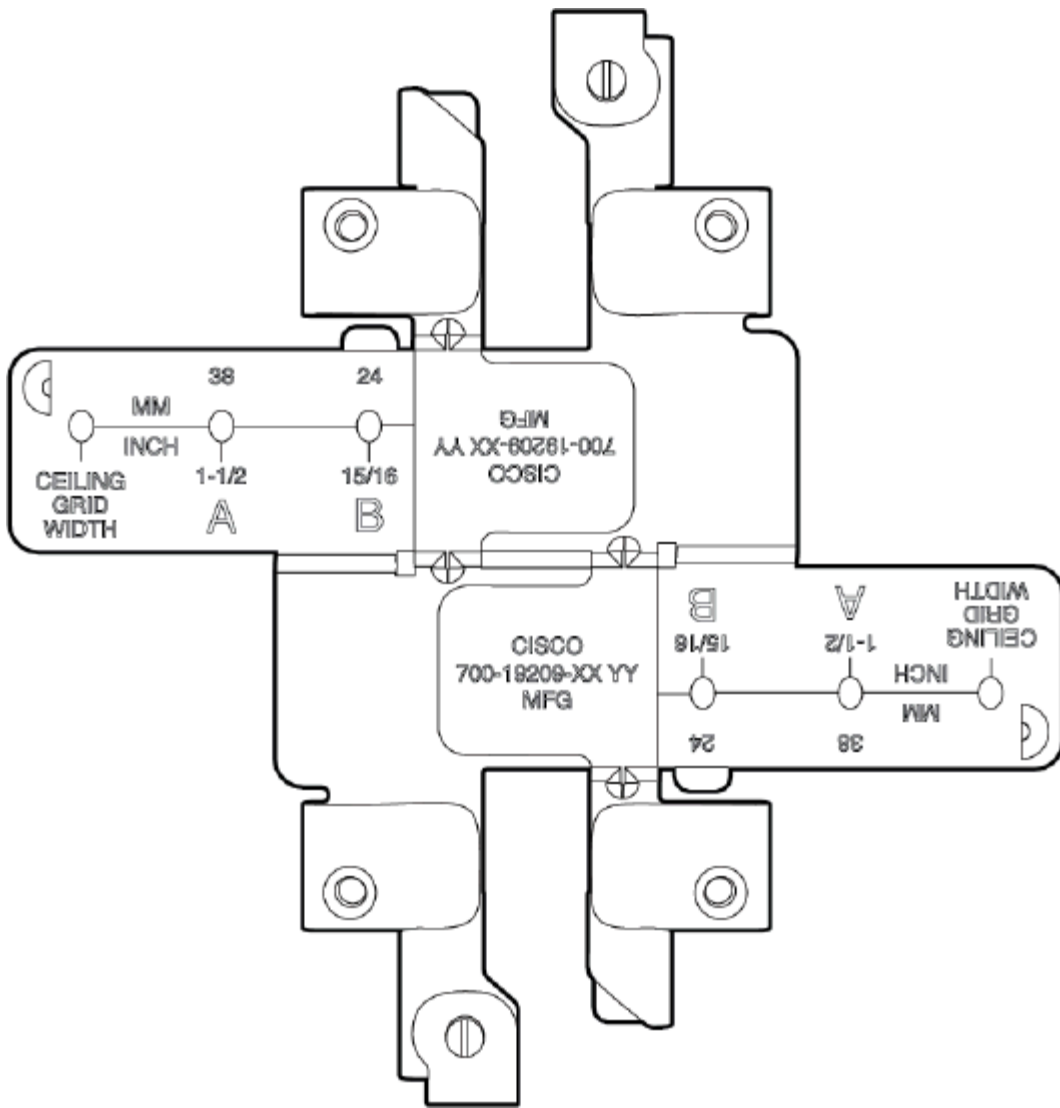 38 24
MM
INCH
CEILING
GRID
WIDTH
1-1/2 15/16
A B
CISCO
700-19209-XX YY
MFG
CISCO
700-19209-XX YY
MFG
CEILING
GRID
WIDTH
1-1/2 15/16
A B
INCH
MM
38 24